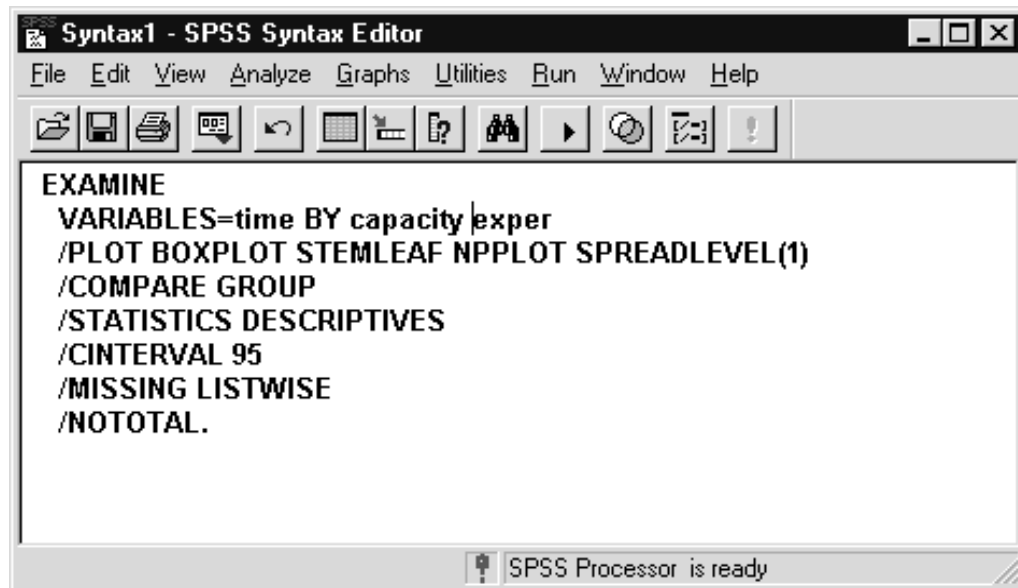 SPSS
Syntax1 - SPSS Syntax Editor
File Edit View Analyze Graphs Utilities Run Window Help
EXAMINE
VARIABLES=time BY capacity exper
/PLOT BOXPLOT STEMLEAF NPPLOT SPREADLEVEL(1)
/COMPARE GROUP
/STATISTICS DESCRIPTIVES
/CINTERVAL 95
/MISSING LISTWISE
/NOTOTAL.
SPSS Processor is ready